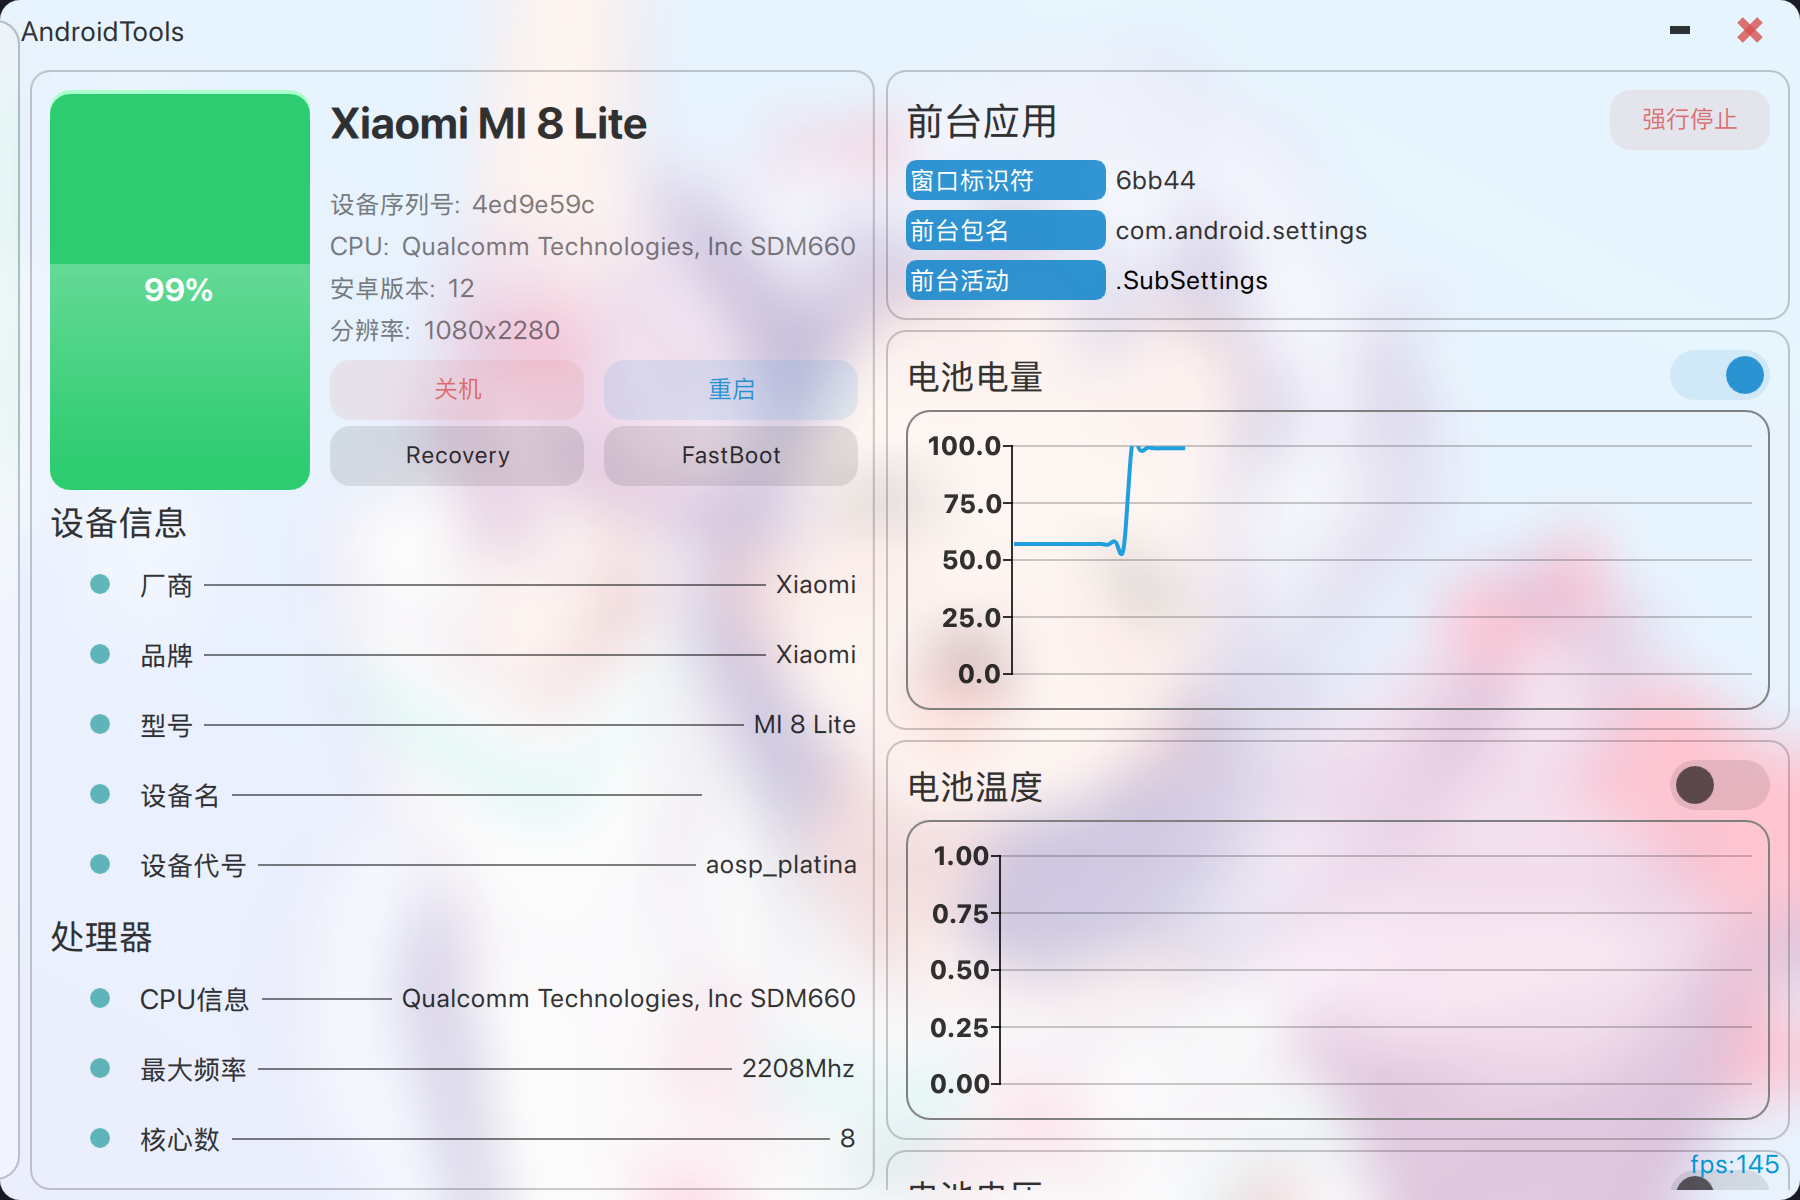 AndroidTools
99%
Xiaomi MI 8 Lite
设备序列号: 4ed9e59c
CPU: Qualcomm Technologies, Inc SDM660
安卓版本: 12
分辨率: 1080x2280
关机
重启
Recovery
FastBoot
设备信息
厂商 Xiaomi
品牌 Xiaomi
型号 MI 8 Lite
设备名
设备代号 aosp_platina
处理器
CPU信息 Qualcomm Technologies, Inc SDM660
最大频率 2208Mhz
核心数 8
前台应用
强行停止
窗口标识符 6bb44
前台包名 com.android.settings
前台活动 .SubSettings
电池电量
100.0
75.0
50.0
25.0
0.0
电池温度
1.00
0.75
0.50
0.25
0.00
电池电压
fps:145